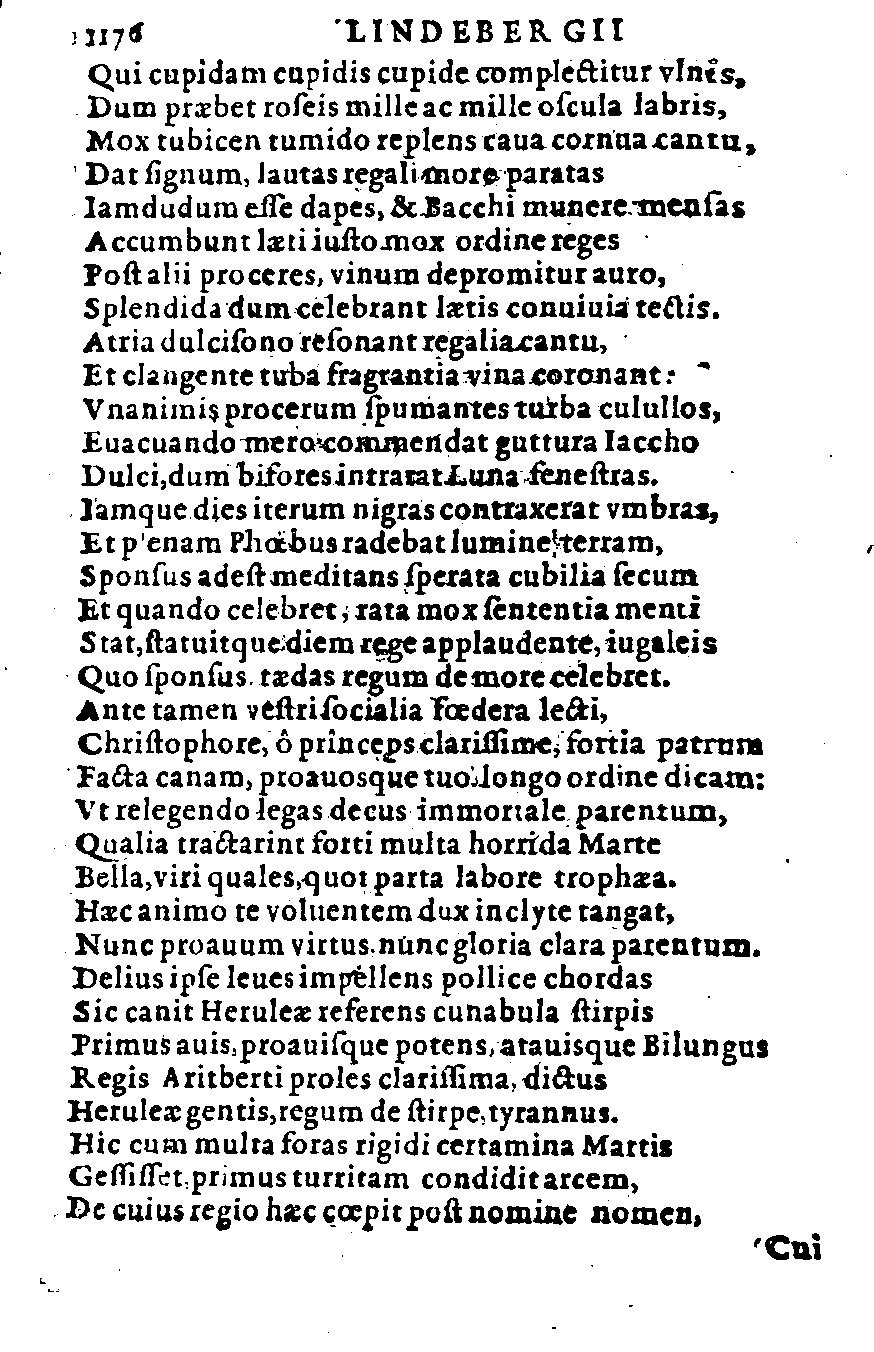 1176 LINDEBERGII
Qui cupidam cupidis cupide complectitur vlnis,
Dum præbet roſeis mille ac mille oſcula labris,
Mox tubicen tumido replens caua cornua cantu,
Dat ſignum, lautas regali more paratas
Iamdudum eſſe dapes, & Bacchi munere menſas
Accumbunt læti iuſto mox ordine reges
Poſt alii proceres, vinum depromitur auro,
Splendida dum celebrant lætis conuiuia tectis.
Atria dulciſono reſonant regalia cantu,
Et clangente tuba fragrantia vina coronant:
Vnanimis procerum ſpumantes turba culullos,
Euacuando mero commendat guttura Iaccho
Dulci, dum bifores intrarat Luna feneſtras.
Iamque dies iterum nigras contraxerat vmbras,
Et p'enam Phœbus radebat lumine terram,
Sponſus adeſt meditans ſperata cubilia ſecum
Et quando celebret, rata mox ſententia menti
Stat, ſtatuitque diem rege applaudente, iugaleis
Quo ſponſus tædas regum de more celebret.
Ante tamen veſtri ſocialia fœdera lecti,
Chriſtophore, ô princeps clariſſime, fortia patrum
Facta canam, proauosque tuos longo ordine dicam:
Vt relegendo legas decus immortale parentum,
Qualia tractarint forti multa horrida Marte
Bella, viri quales, quot parta labore trophæa.
Hæc animo te voluentem dux inclyte tangat,
Nunc proauum virtus. nunc gloria clara parentum.
Delius ipſe leues impellens pollice chordas
Sic canit Heruleæ referens cunabula ſtirpis
Primus auis, proauiſque potens, atauisque Bilungus
Regis Aritberti proles clariſſima, dictus
Heruleæ gentis, regum de ſtirpe, tyrannus.
Hic cum multa foras rigidi certamina Martis
Geſſiſſet, primus turritam condidit arcem,
De cuius regio hæc cœpit poſt nomine nomen,
Cui